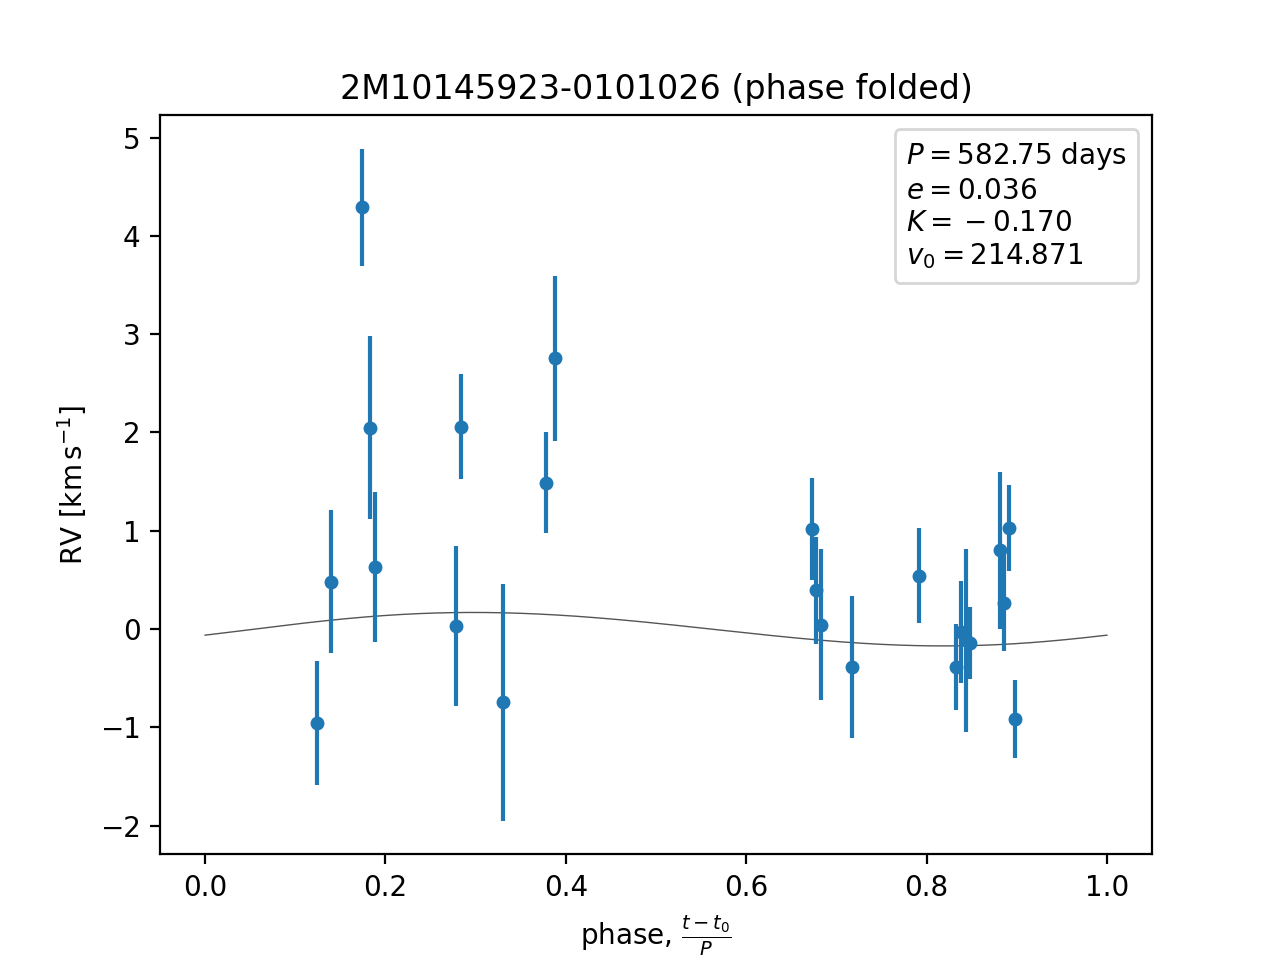 2M10145923-0101026 (phase folded)
P = 582.75 days
e = 0.036
K = −0.170
v₀ = 214.871
RV [km s⁻¹]
5
4
3
2
1
0
−1
−2
0.0 0.2 0.4 0.6 0.8 1.0
phase, (t − t₀)/P